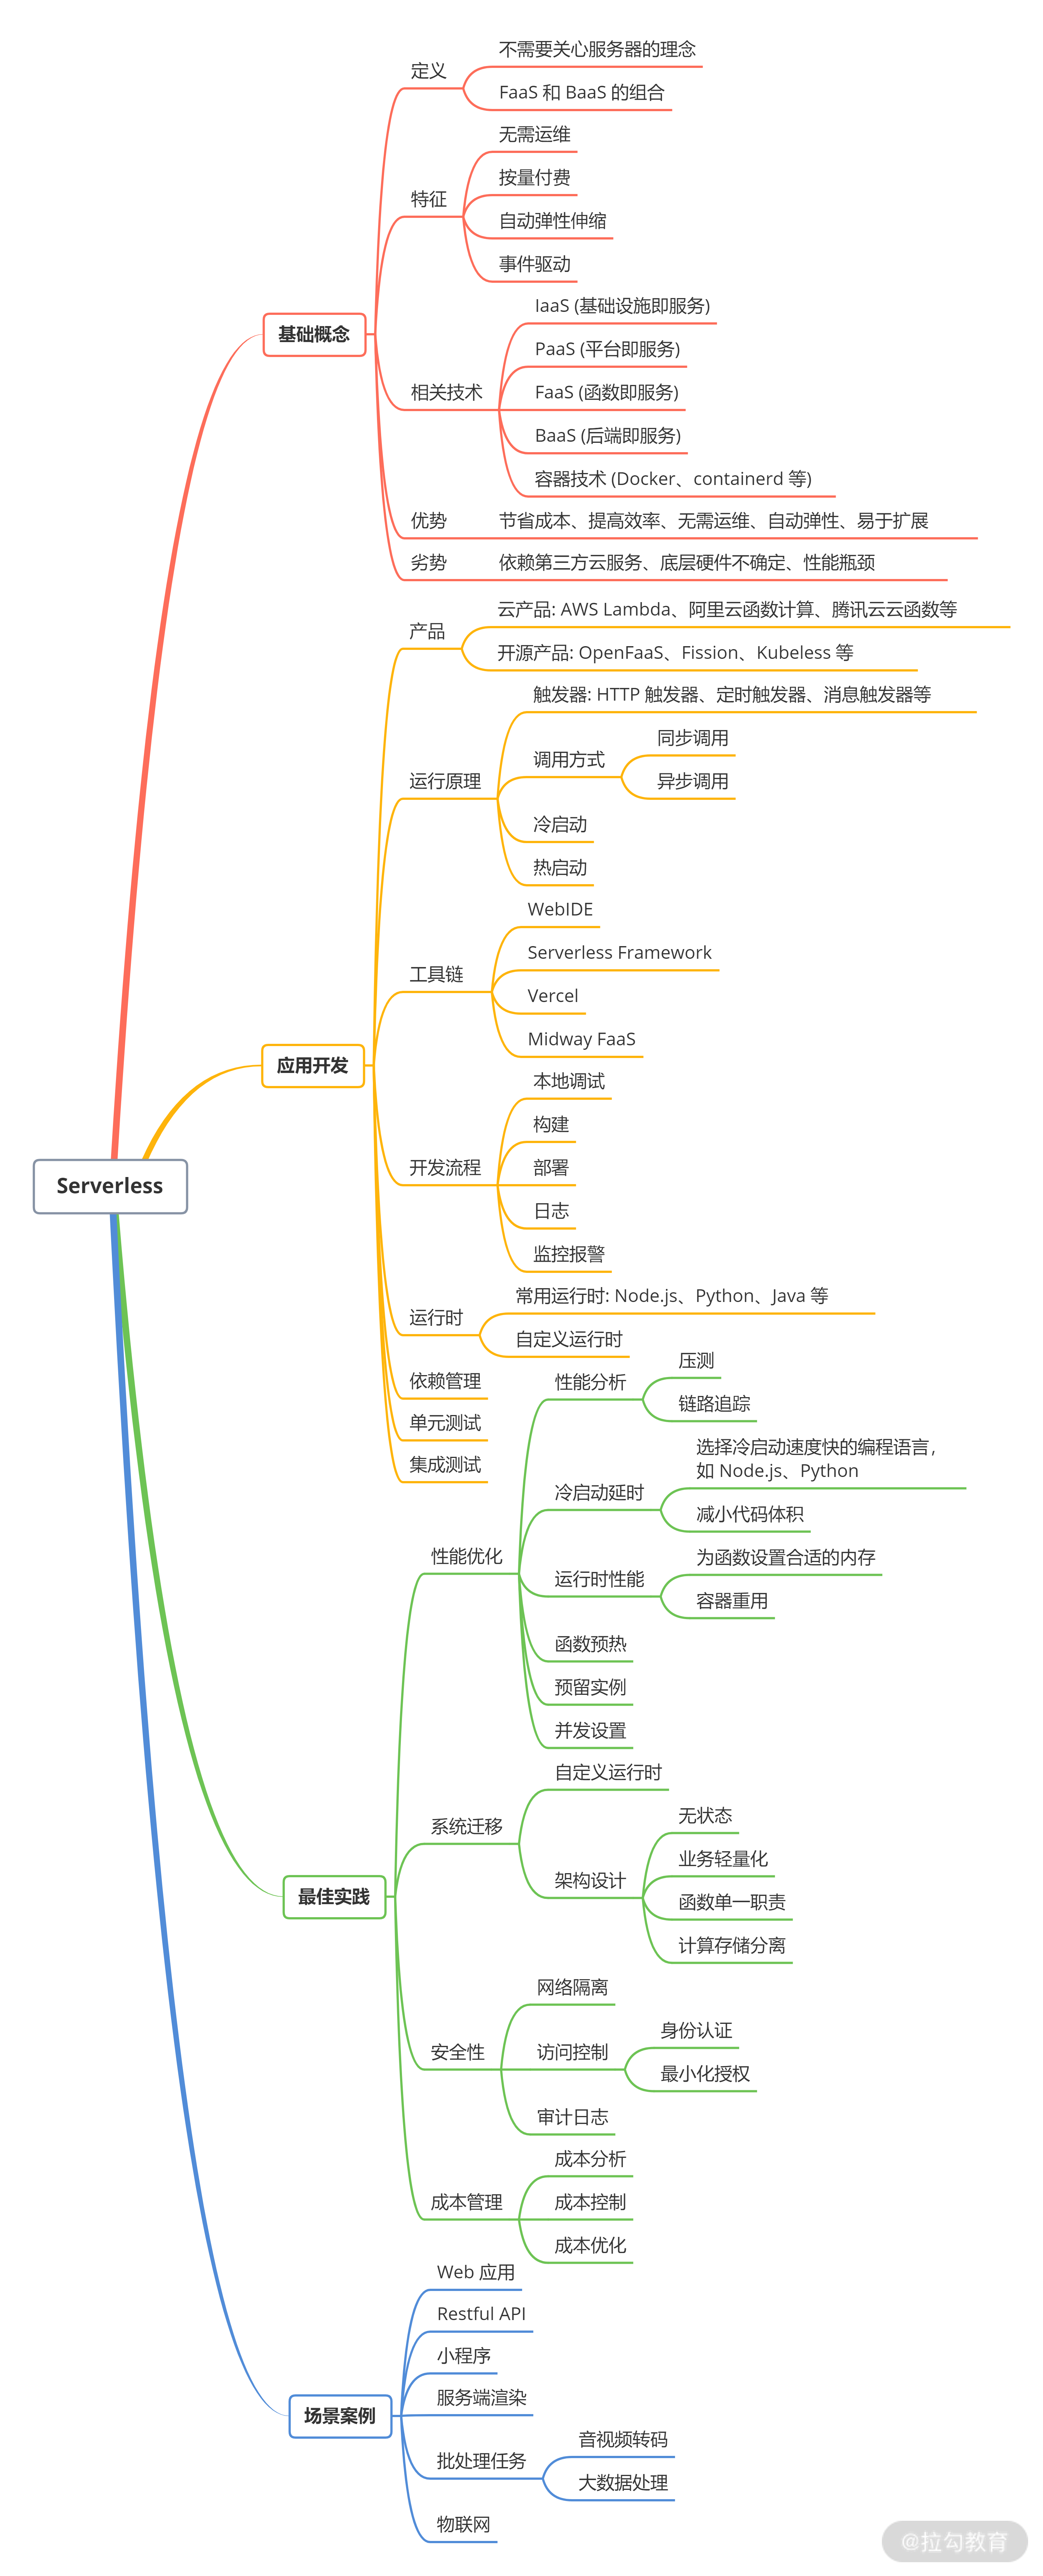 Serverless
基础概念
定义
不需要关心服务器的理念
FaaS 和 BaaS 的组合
特征
无需运维
按量付费
自动弹性伸缩
事件驱动
相关技术
IaaS (基础设施即服务)
PaaS (平台即服务)
FaaS (函数即服务)
BaaS (后端即服务)
容器技术 (Docker、containerd 等)
优势
节省成本、提高效率、无需运维、自动弹性、易于扩展
劣势
依赖第三方云服务、底层硬件不确定、性能瓶颈
应用开发
产品
云产品: AWS Lambda、阿里云函数计算、腾讯云云函数等
开源产品: OpenFaaS、Fission、Kubeless 等
运行原理
触发器: HTTP 触发器、定时触发器、消息触发器等
调用方式
同步调用
异步调用
冷启动
热启动
工具链
WebIDE
Serverless Framework
Vercel
Midway FaaS
开发流程
本地调试
构建
部署
日志
监控报警
运行时
常用运行时: Node.js、Python、Java 等
自定义运行时
依赖管理
单元测试
集成测试
最佳实践
性能优化
性能分析
压测
链路追踪
冷启动延时
选择冷启动速度快的编程语言，
如 Node.js、Python
减小代码体积
运行时性能
为函数设置合适的内存
容器重用
函数预热
预留实例
并发设置
系统迁移
自定义运行时
架构设计
无状态
业务轻量化
函数单一职责
计算存储分离
安全性
网络隔离
访问控制
身份认证
最小化授权
审计日志
成本管理
成本分析
成本控制
成本优化
场景案例
Web 应用
Restful API
小程序
服务端渲染
批处理任务
音视频转码
大数据处理
物联网
@拉勾教育